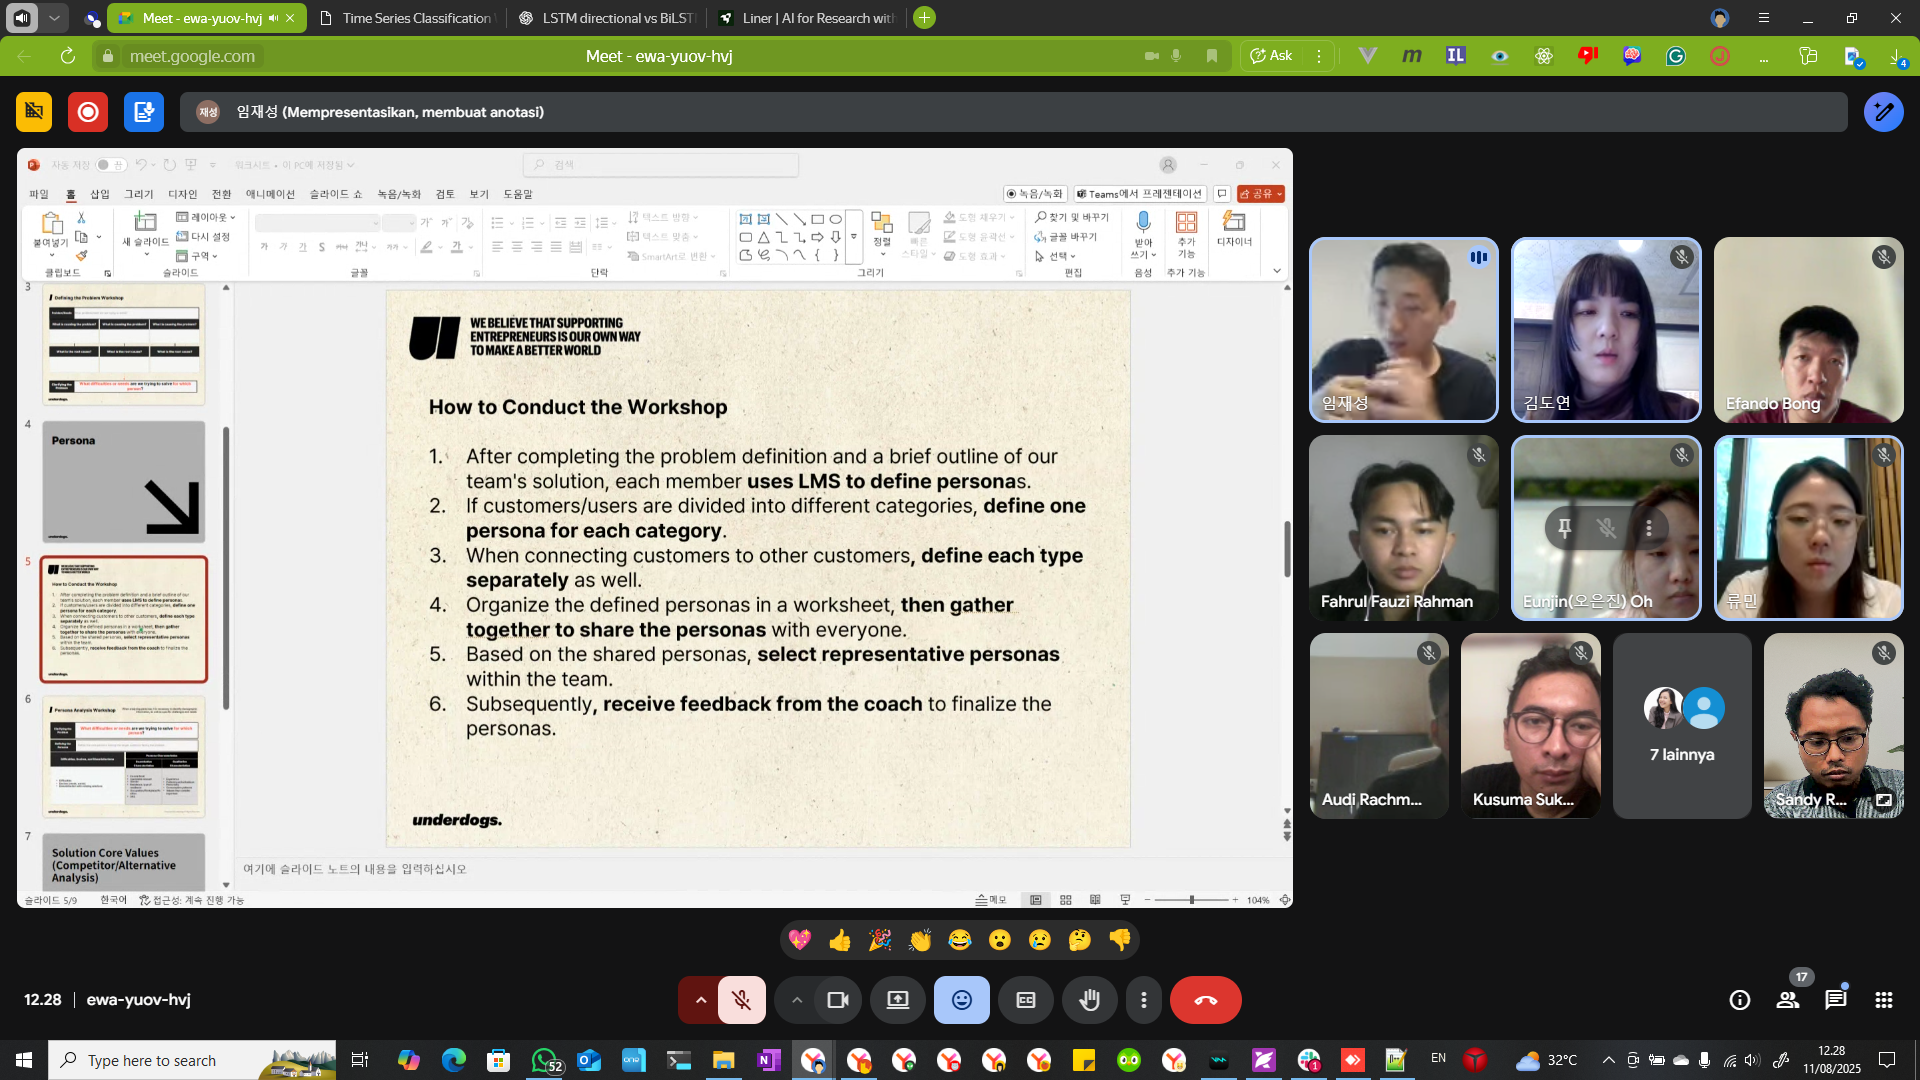 Meet - ewa-yuov-hvj
Time Series Classification
LSTM directional vs BiLST
Liner | AI for Research with
meet.google.com
Meet - ewa-yuov-hvj
Ask
재성
임재성 (Mempresentasikan, membuat anotasi)
자동 저장
검색
파일 홈 삽입 그리기 디자인 전환 애니메이션 슬라이드 쇼 녹음/녹화 검토 보기 도움말
녹음/녹화
Teams에서 프레젠테이션
공유
붙여넣기
클립보드
새 슬라이드
레이아웃
다시 설정
구역
슬라이드
글꼴
텍스트 방향
텍스트 맞춤
SmartArt로 변환
단락
정렬
빠른 스타일
도형 채우기
도형 윤곽선
도형 효과
그리기
찾기 및 바꾸기
글꼴 바꾸기
선택
편집
받아쓰기
음성
추가 기능
추가 기능
디자이너
3
Defining the Problem Workshop
4
Persona
5
How to Conduct the Workshop
6
Persona Analysis Workshop
7
Solution Core Values
(Competitor/Alternative
Analysis)
WE BELIEVE THAT SUPPORTING
ENTREPRENEURS IS OUR OWN WAY
TO MAKE A BETTER WORLD
How to Conduct the Workshop
1. After completing the problem definition and a brief outline of our
team's solution, each member uses LMS to define personas.
2. If customers/users are divided into different categories, define one
persona for each category.
3. When connecting customers to other customers, define each type
separately as well.
4. Organize the defined personas in a worksheet, then gather
together to share the personas with everyone.
5. Based on the shared personas, select representative personas
within the team.
6. Subsequently, receive feedback from the coach to finalize the
personas.
underdogs.
여기에 슬라이드 노트의 내용을 입력하십시오
슬라이드 5/9 한국어 접근성: 계속 진행 가능
메모
104%
임재성
김도연
Efando Bong
Fahrul Fauzi Rahman
Eunjin(오은진) Oh
류민
Audi Rachm...
Kusuma Suk...
7 lainnya
Sandy R...
12.28 | ewa-yuov-hvj
17
Type here to search
52
EN
32°C
12.28
11/08/2025